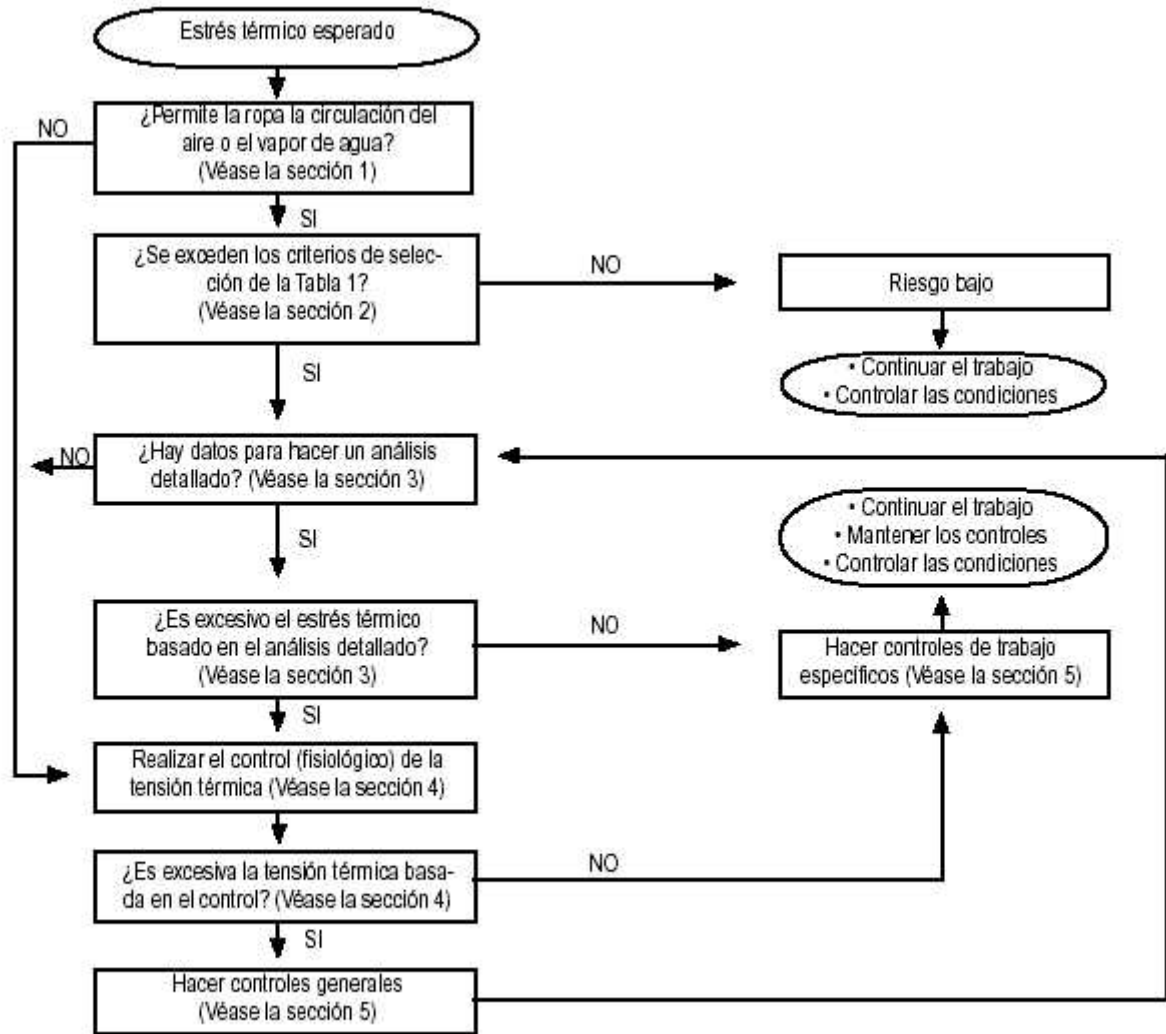 Estrés térmico esperado
¿Permite la ropa la circulación del
aire o el vapor de agua?
(Véase la sección 1)
NO
SI
¿Se exceden los criterios de selec-
ción de la Tabla 1?
(Véase la sección 2)
NO
Riesgo bajo
SI
• Continuar el trabajo
• Controlar las condiciones
¿Hay datos para hacer un análisis
detallado? (Véase la sección 3)
NO
SI
• Continuar el trabajo
• Mantener los controles
• Controlar las condiciones
¿Es excesivo el estrés térmico
basado en el análisis detallado?
(Véase la sección 3)
NO
Hacer controles de trabajo
específicos (Véase la sección 5)
SI
Realizar el control (fisiológico) de la
tensión térmica (Véase la sección 4)
¿Es excesiva la tensión térmica basa-
da en el control? (Véase la sección 4)
NO
SI
Hacer controles generales
(Véase la sección 5)